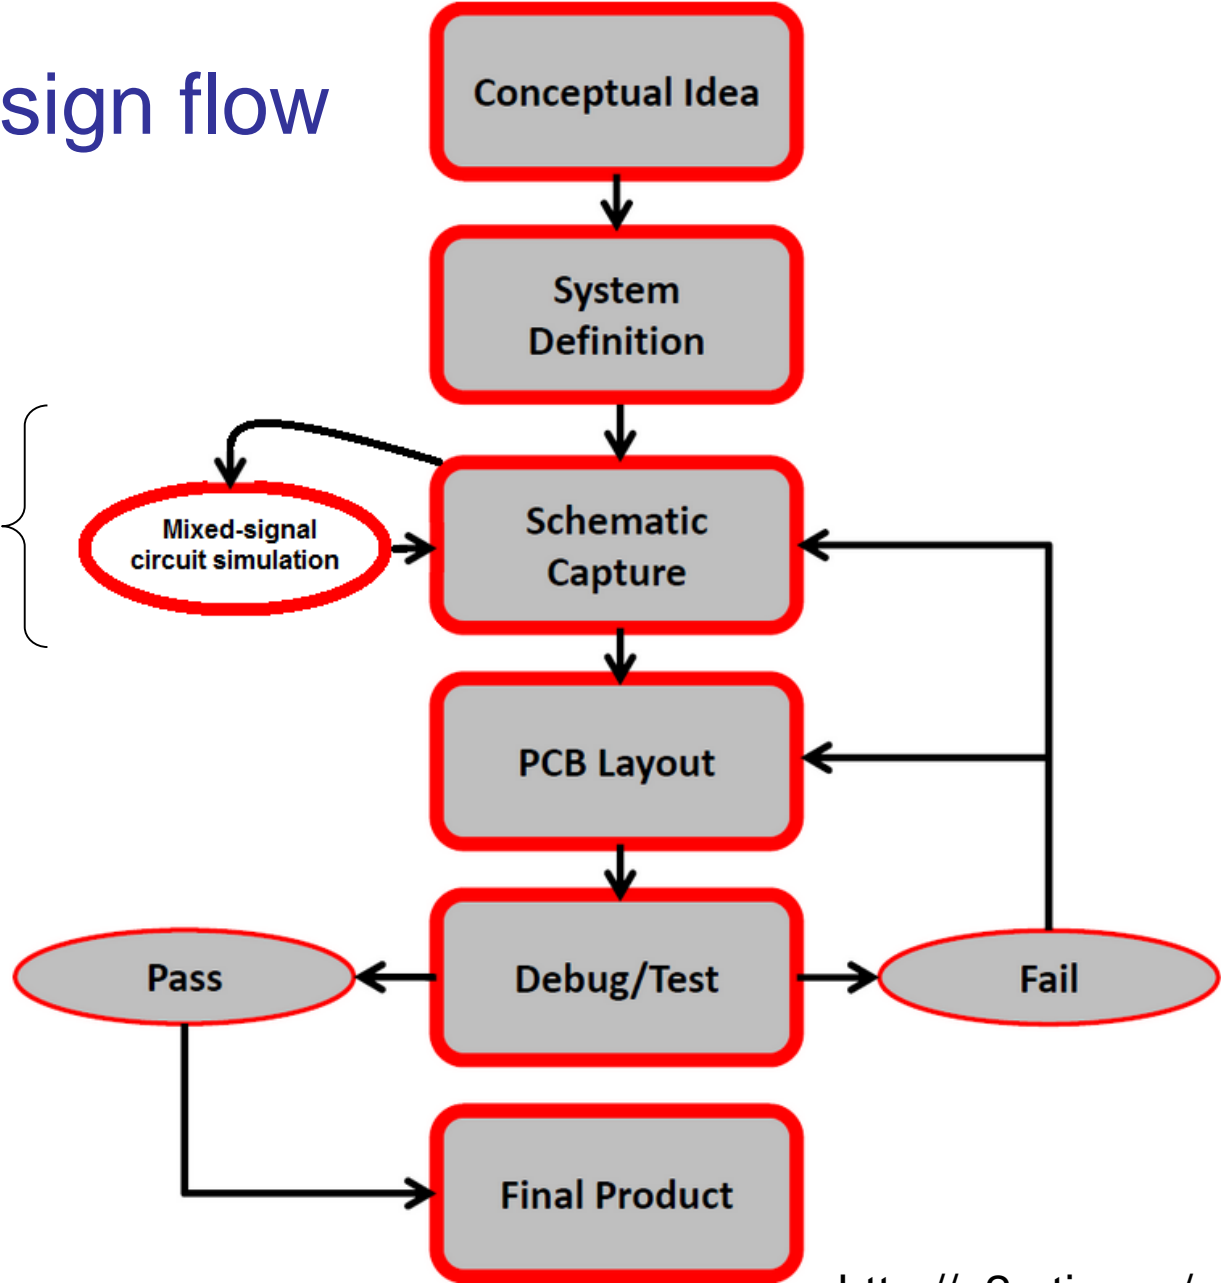 sign flow
Conceptual Idea
System
Definition
Mixed-signal
circuit simulation
Schematic
Capture
PCB Layout
Pass
Debug/Test
Fail
Final Product